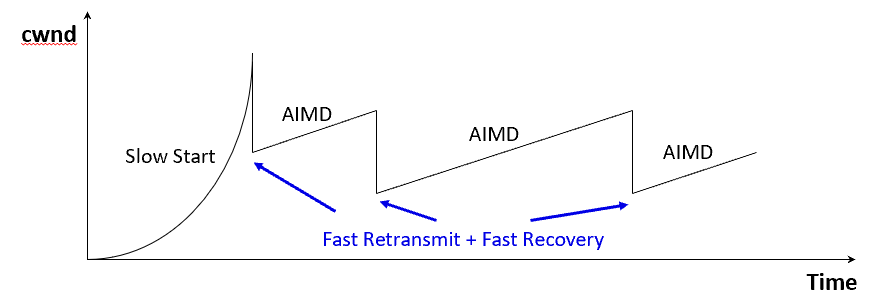 cwnd
AIMD
AIMD
Slow Start
AIMD
Fast Retransmit + Fast Recovery
Time